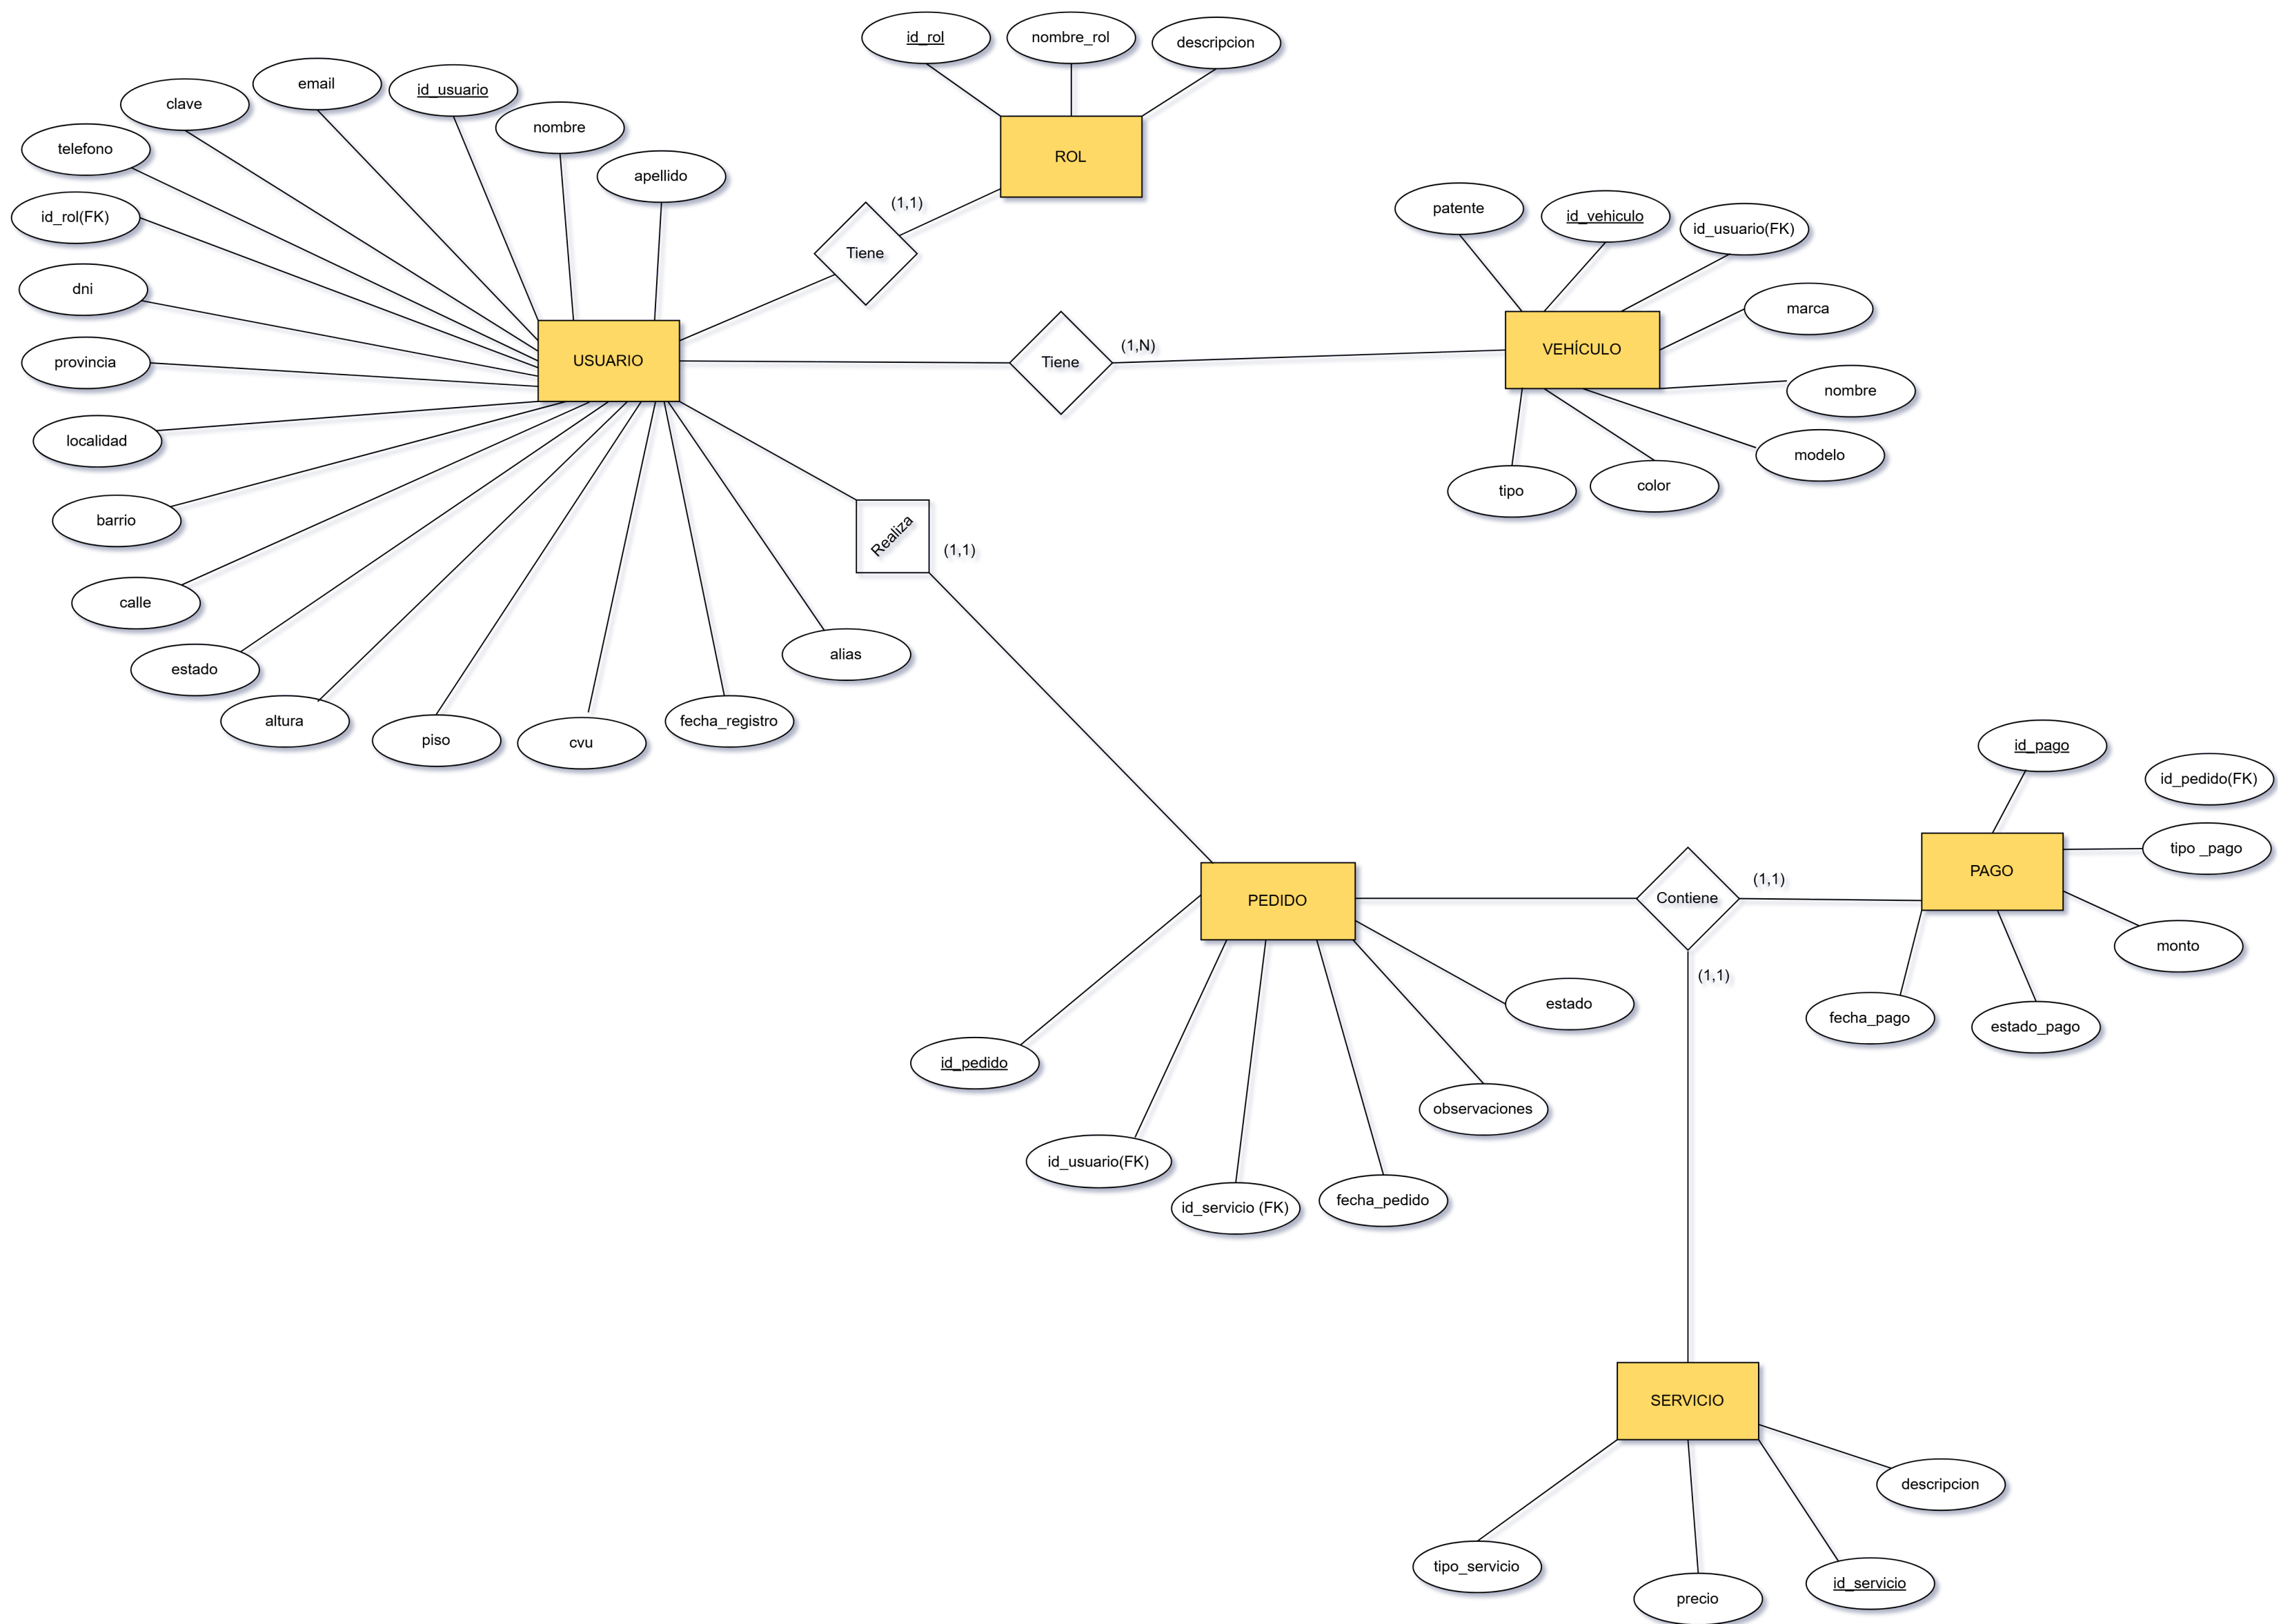 id_rol
nombre_rol
descripcion
email
id_usuario
clave
nombre
telefono
apellido
ROL
id_rol(FK)
(1,1)
patente
id_vehiculo
id_usuario(FK)
Tiene
dni
marca
provincia
USUARIO
Tiene
(1,N)
VEHÍCULO
nombre
localidad
modelo
tipo
color
barrio
Realiza
(1,1)
calle
estado
alias
altura
piso
cvu
fecha_registro
id_pago
id_pedido(FK)
tipo _pago
PAGO
(1,1)
PEDIDO
Contiene
monto
(1,1)
estado
fecha_pago
estado_pago
id_pedido
observaciones
id_usuario(FK)
id_servicio (FK)
fecha_pedido
SERVICIO
descripcion
tipo_servicio
precio
id_servicio